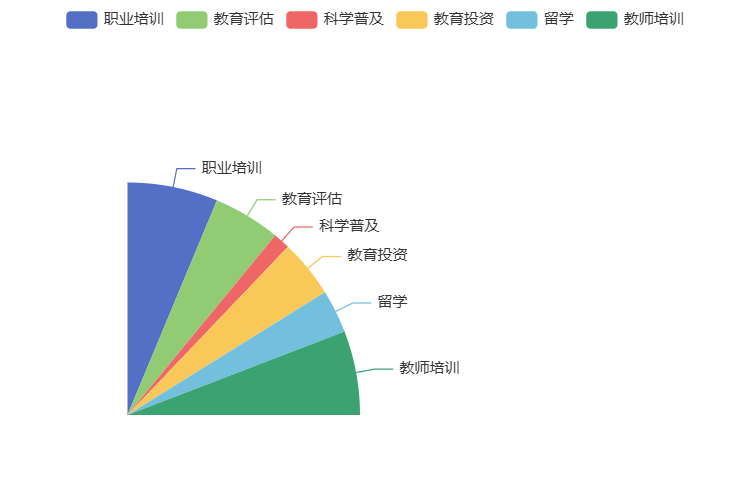 职业培训 教育评估 科学普及 教育投资 留学 教师培训
职业培训
教育评估
科学普及
教育投资
留学
教师培训